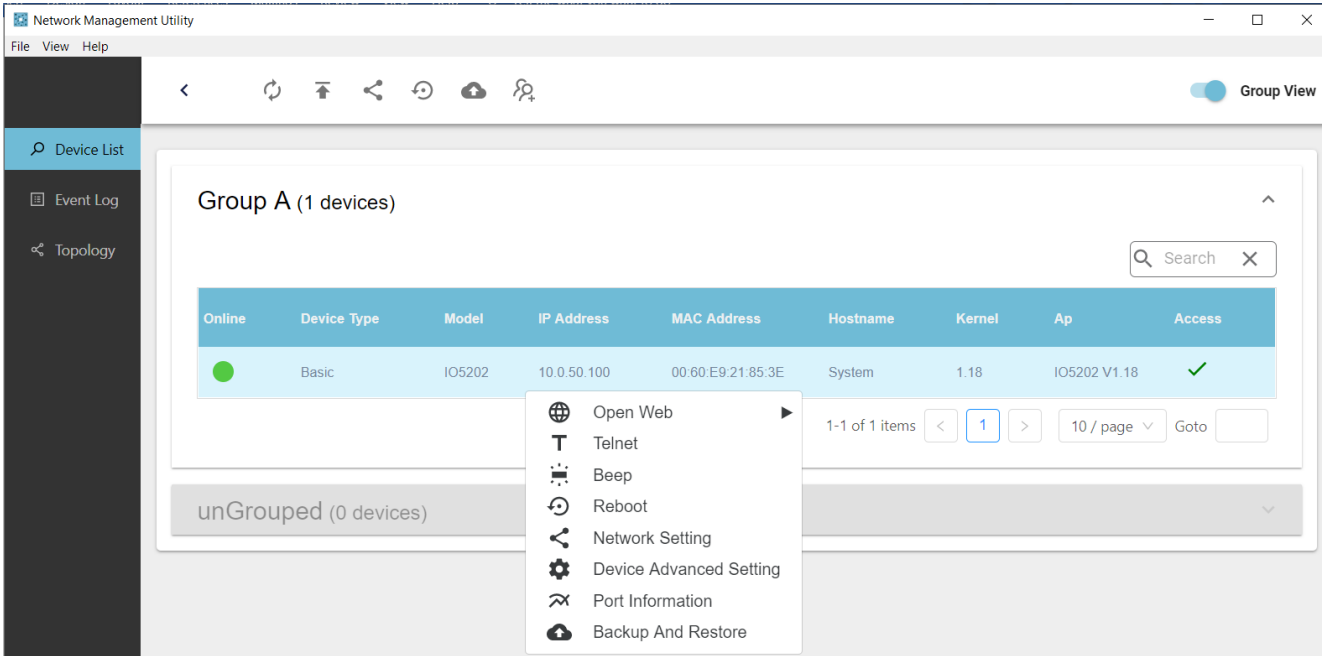 Network Management Utility
File View Help
Group View
Device List
Event Log
Topology
Group A (1 devices)
Search
Online Device Type Model IP Address MAC Address Hostname Kernel Ap Access
Basic IO5202 10.0.50.100 00:60:E9:21:85:3E System 1.18 IO5202 V1.18
1-1 of 1 items < 1 > 10 / page Goto
unGrouped (0 devices)
Open Web
Telnet
Beep
Reboot
Network Setting
Device Advanced Setting
Port Information
Backup And Restore